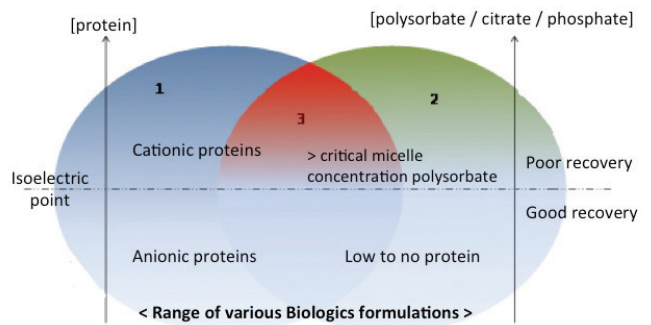 [protein]
[polysorbate / citrate / phosphate]
1
2
3
Cationic proteins
> critical micelle
concentration polysorbate
Poor recovery
Isoelectric
point
Good recovery
Anionic proteins
Low to no protein
< Range of various Biologics formulations >